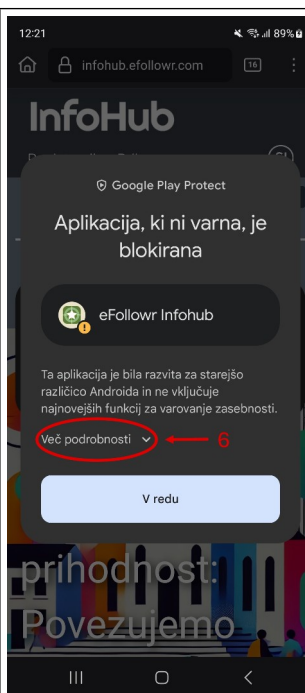 12:21 89%
infohub.efollowr.com 16
InfoHub
SI
Google Play Protect
Aplikacija, ki ni varna, je
blokirana
eFollowr Infohub
Ta aplikacija je bila razvita za starejšo
različico Androida in ne vključuje
najnovejših funkcij za varovanje zasebnosti.
Več podrobnosti 6
V redu
prihodnost:
Povezujemo